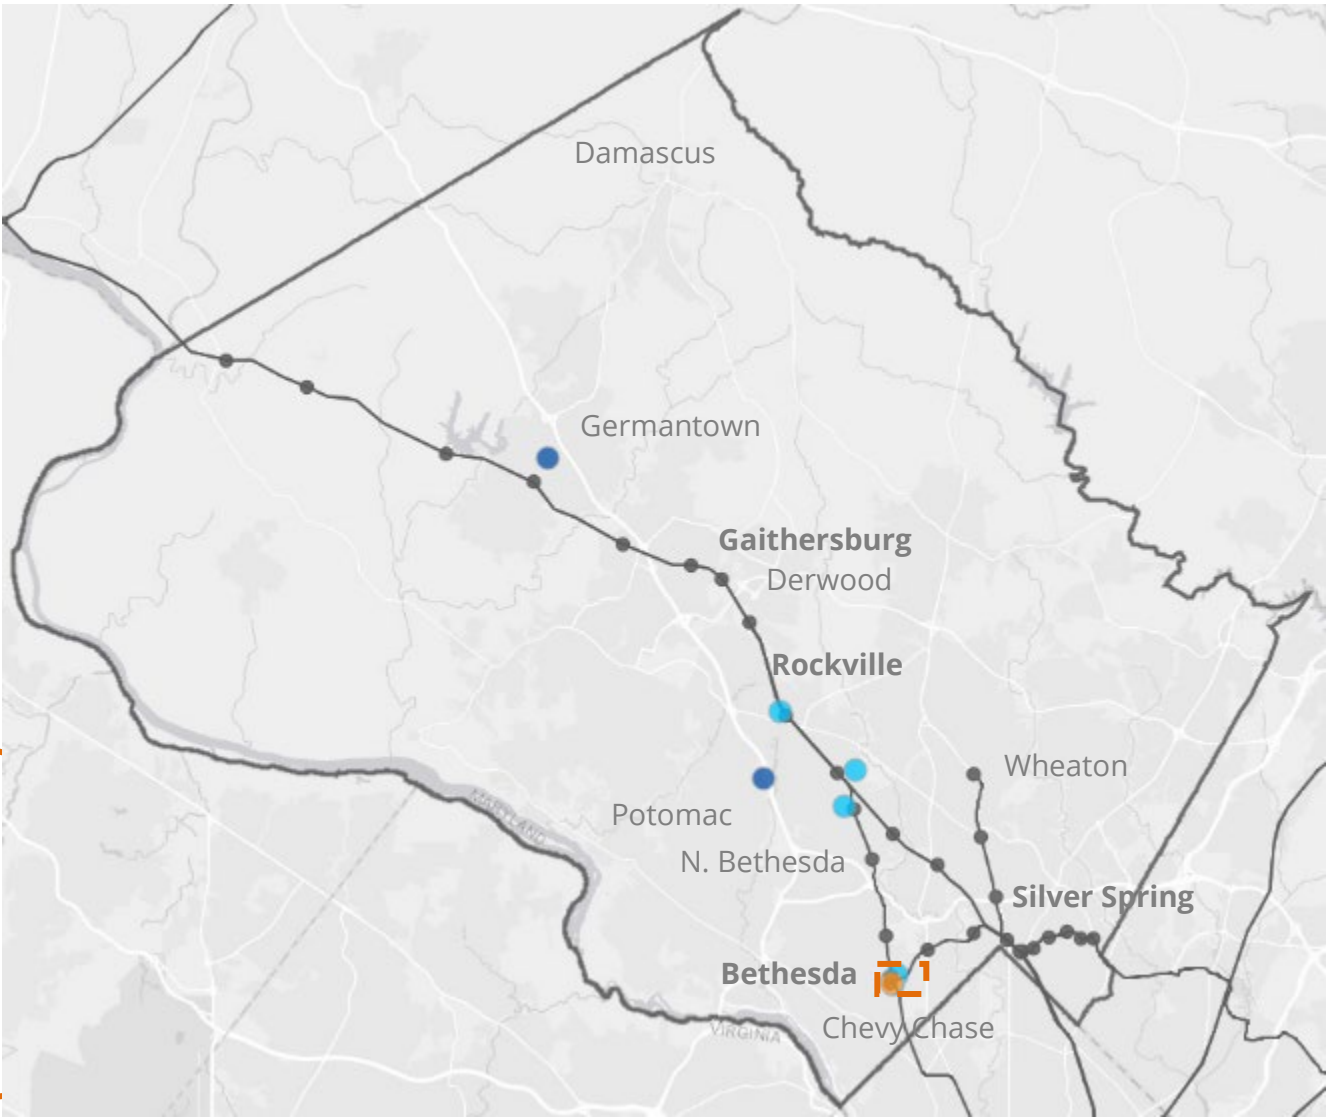 Damascus
Germantown
Gaithersburg
Derwood
Rockville
Wheaton
MARYLAND
Potomac
N. Bethesda
Silver Spring
Bethesda
Chevy Chase
VIRGINIA